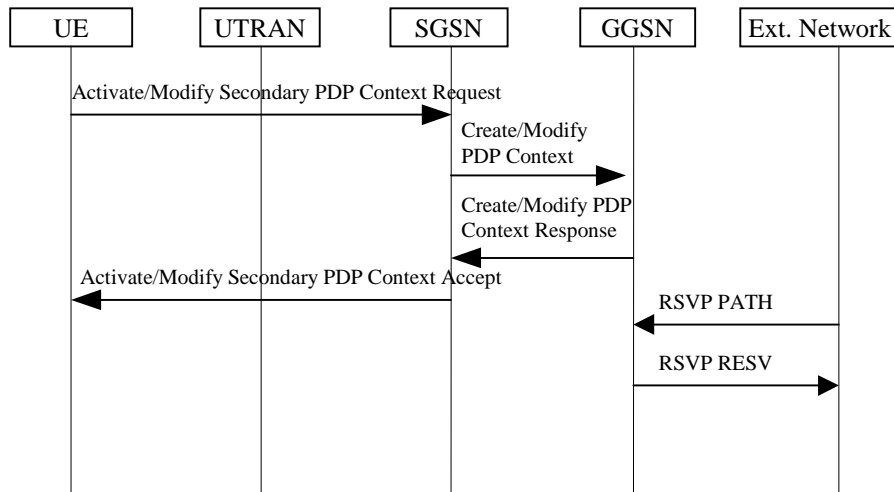 UE
UTRAN
SGSN
GGSN
Ext. Network
Activate/Modify Secondary PDP Context Request
Create/Modify
PDP Context
Create/Modify PDP
Context Response
Activate/Modify Secondary PDP Context Accept
RSVP PATH
RSVP RESV